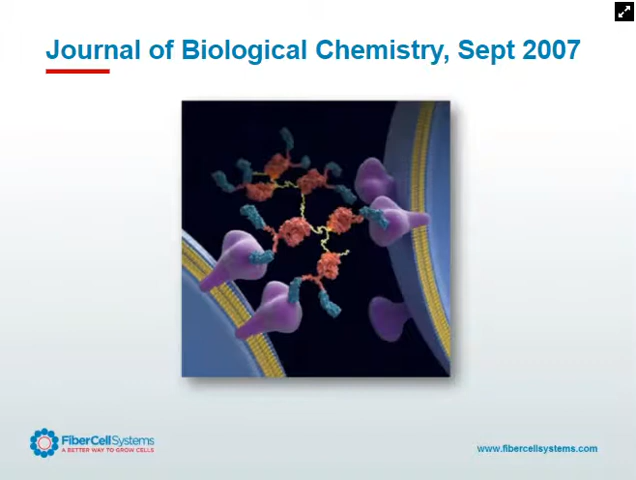 Journal of Biological Chemistry, Sept 2007
FiberCellSystems
A BETTER WAY TO GROW CELLS
www.fibercellsystems.com